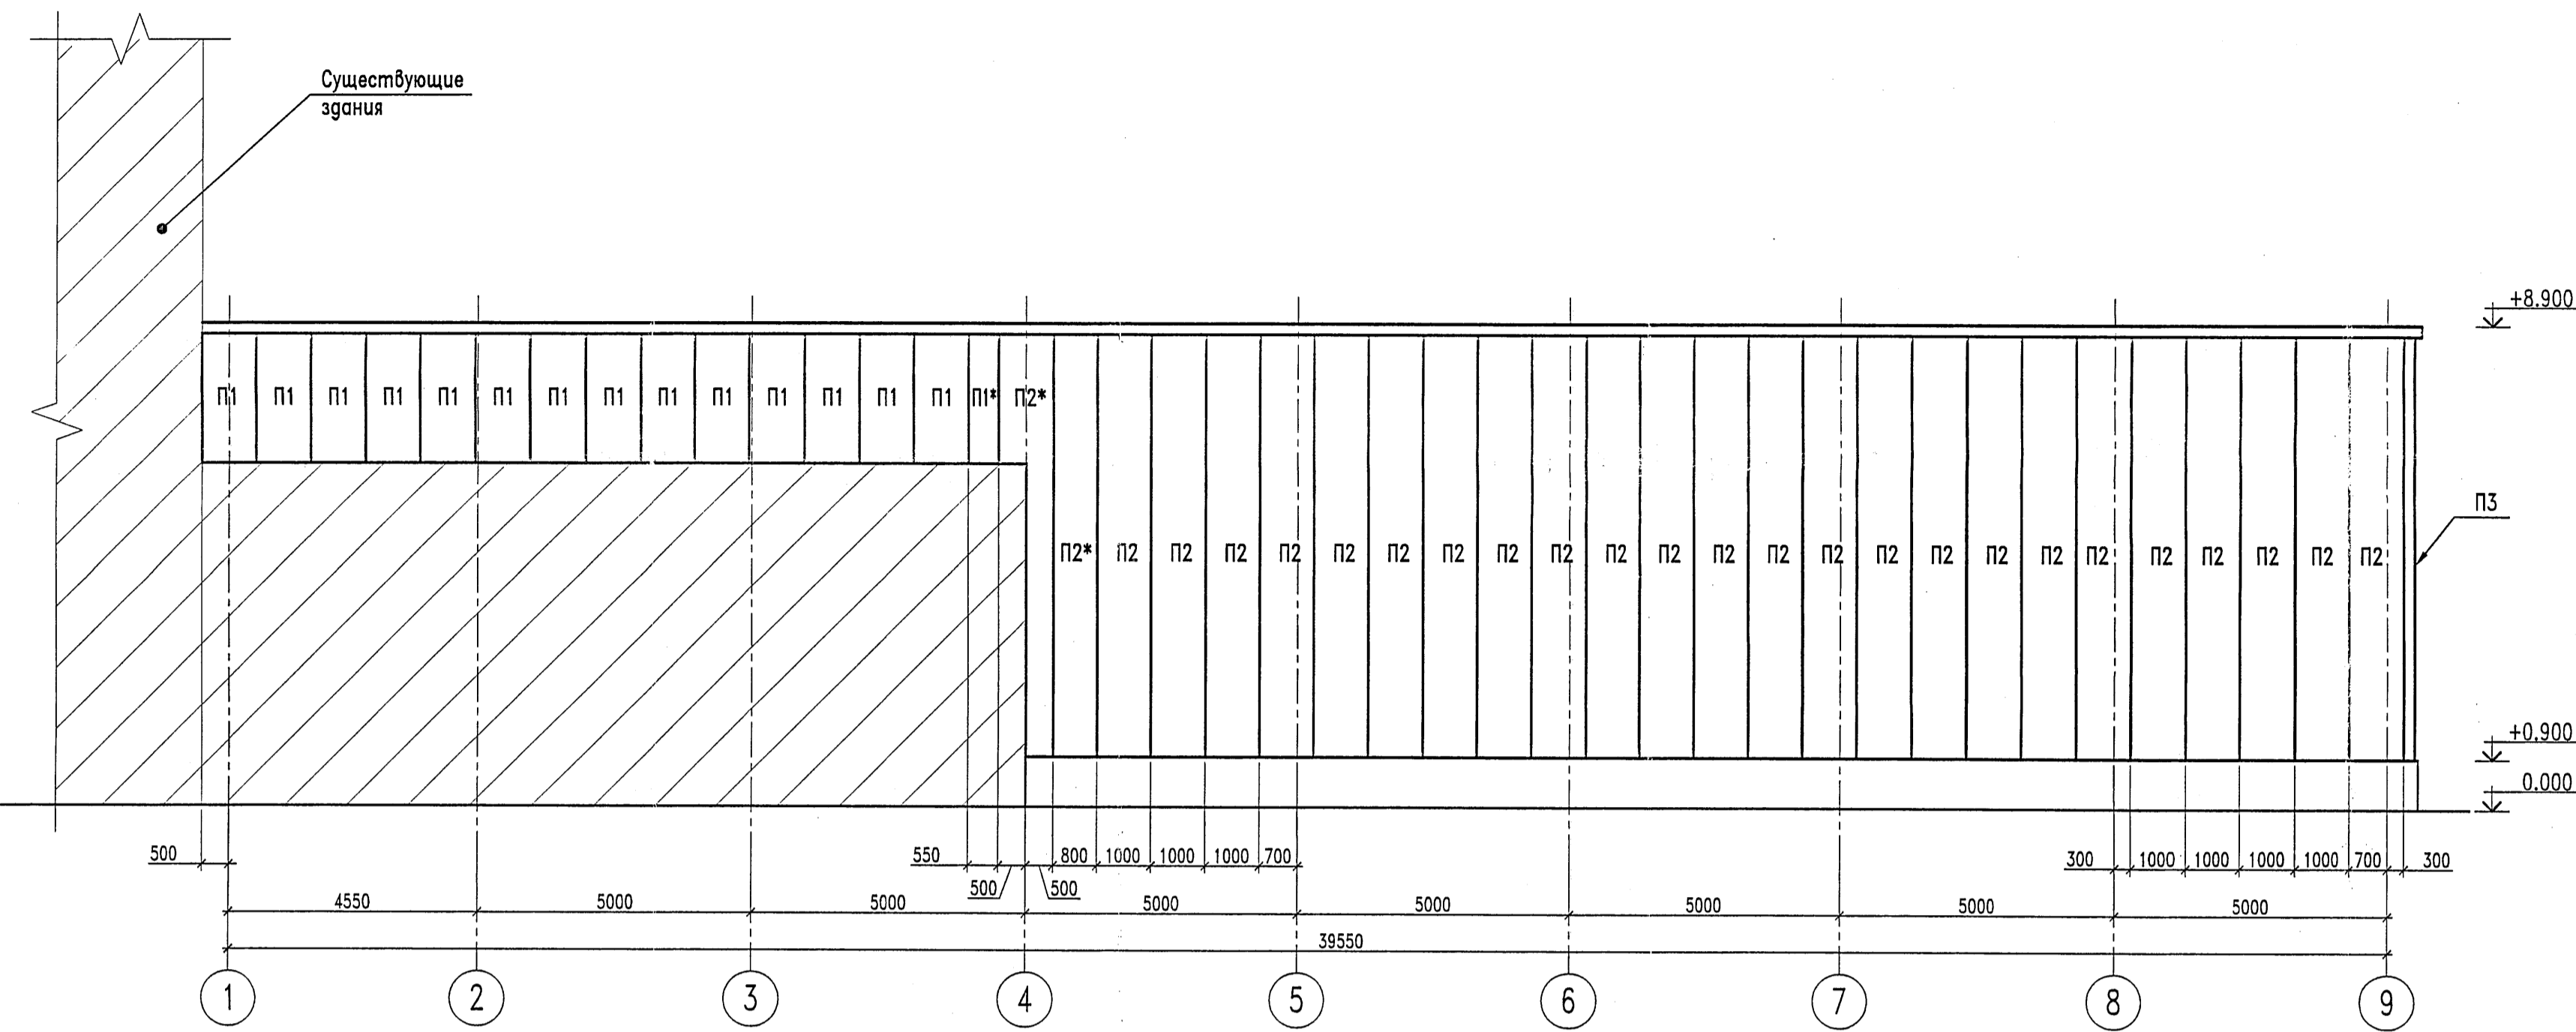 Существующие
здания
+8.900
П1 П1 П1 П1 П1 П1 П1 П1 П1 П1 П1 П1 П1 П1 П1* П2*
П3
П2* П2 П2 П2 П2 П2 П2 П2 П2 П2 П2 П2 П2 П2 П2 П2 П2 П2 П2 П2 П2 П2 П2 П2 П2
+0.900
0.000
500 550 800 1000 1000 1000 700 300 1000 1000 1000 1000 700 300
500 500
4550 5000 5000 5000 5000 5000 5000 5000
39550
1 2 3 4 5 6 7 8 9